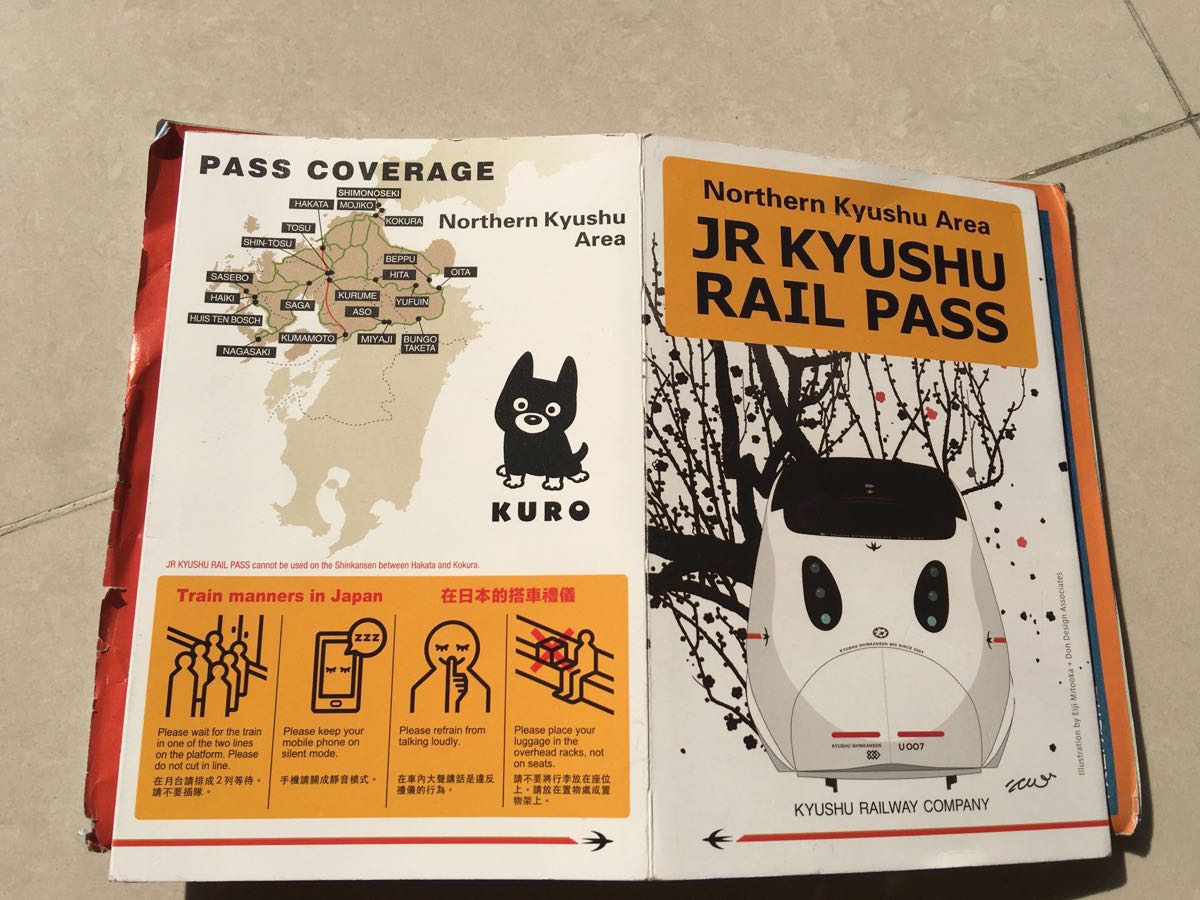 PASS COVERAGE
Northern Kyushu
Area
SHIMONOSEKI
HAKATA
MOJIKO
KOKURA
TOSU
SHIN-TOSU
BEPPU
HITA
OITA
SASEBO
HAIKI
SAGA
KURUME
YUFUIN
HUIS TEN BOSCH
ASO
KUMAMOTO
MIYAJI
BUNGO
TAKETA
NAGASAKI
KURO
JR KYUSHU RAIL PASS cannot be used on the Shinkansen between Hakata and Kokura.
Train manners in Japan
在日本的搭車禮儀
zzz
Please wait for the train
in one of the two lines
on the platform. Please
do not cut in line.
在月台請排成2列等待。
請不要插隊。
Please keep your
mobile phone on
silent mode.
手機請關成靜音模式。
Please refrain from
talking loudly.
在車內大聲講話是違反
禮儀的行為。
Please place your
luggage in the
overhead racks, not
on seats.
請不要將行李放在座位
上。請放在置物處或置
物架上。
Northern Kyushu Area
JR KYUSHU
RAIL PASS
KYUSHU SHINKANSEN 800 SINCE 2004
KYUSHU SHINKANSEN
U007
Illustration by Eiji Mitooka + Don Design Associates
KYUSHU RAILWAY COMPANY